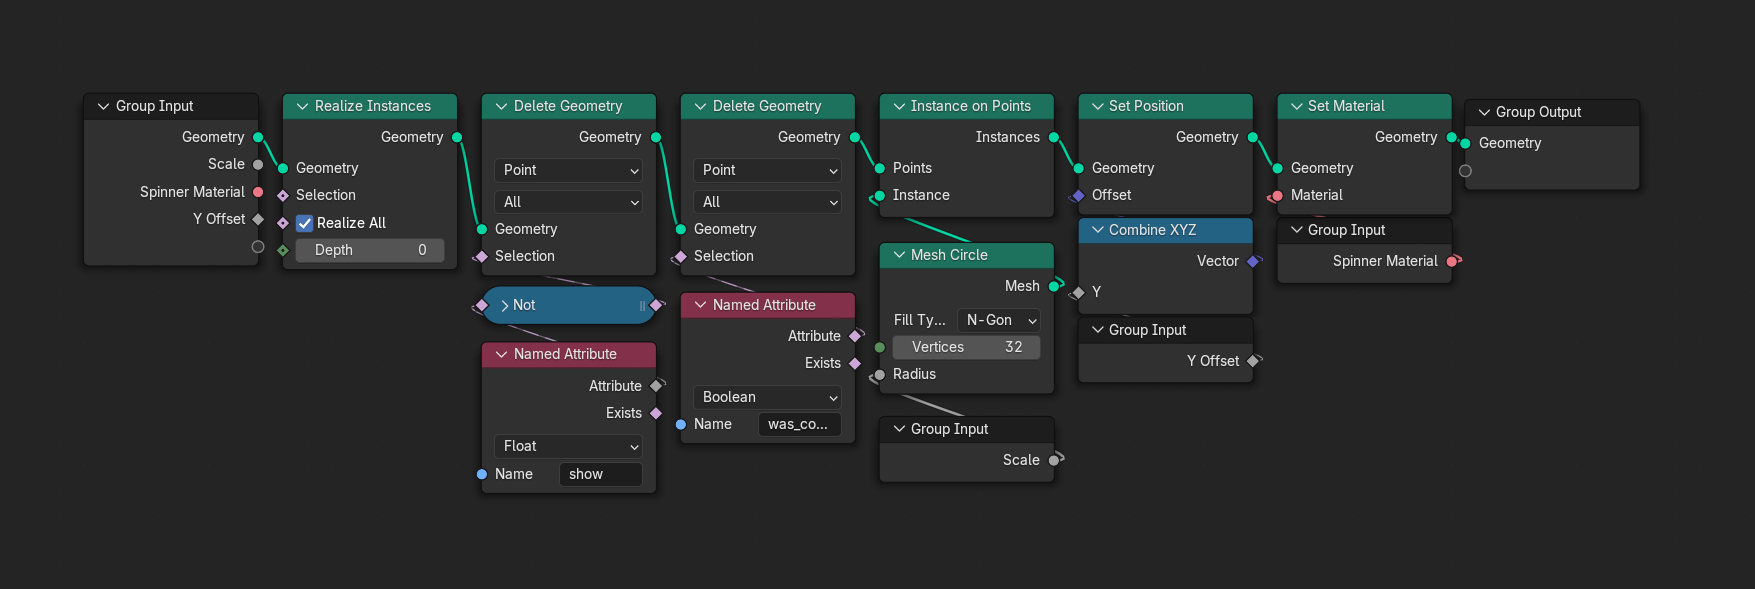 Group Input
Geometry
Scale
Spinner Material
Y Offset
Realize Instances
Geometry
Geometry
Selection
Realize All
Depth 0
Delete Geometry
Geometry
Point
All
Geometry
Selection
Not
Named Attribute
Attribute
Exists
Float
Name show
Delete Geometry
Geometry
Point
All
Geometry
Selection
Named Attribute
Attribute
Exists
Boolean
Name was_co...
Instance on Points
Instances
Points
Instance
Mesh Circle
Mesh
Fill Ty... N-Gon
Vertices 32
Radius
Group Input
Scale
Set Position
Geometry
Geometry
Offset
Combine XYZ
Vector
Y
Group Input
Y Offset
Set Material
Geometry
Geometry
Material
Group Input
Spinner Material
Group Output
Geometry